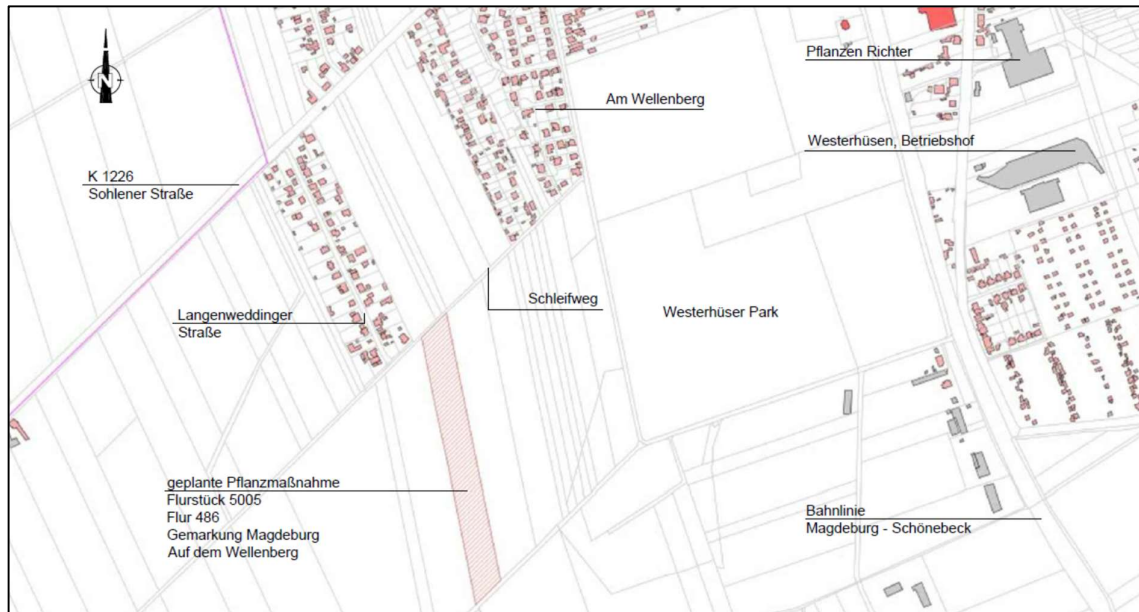 N
Pflanzen Richter
Am Wellenberg
Westerhüsen, Betriebshof
K 1226
Sohlener Straße
Schleifweg
Langenweddinger
Straße
Westerhüser Park
geplante Pflanzmaßnahme
Flurstück 5005
Flur 486
Gemarkung Magdeburg
Auf dem Wellenberg
Bahnlinie
Magdeburg - Schönebeck